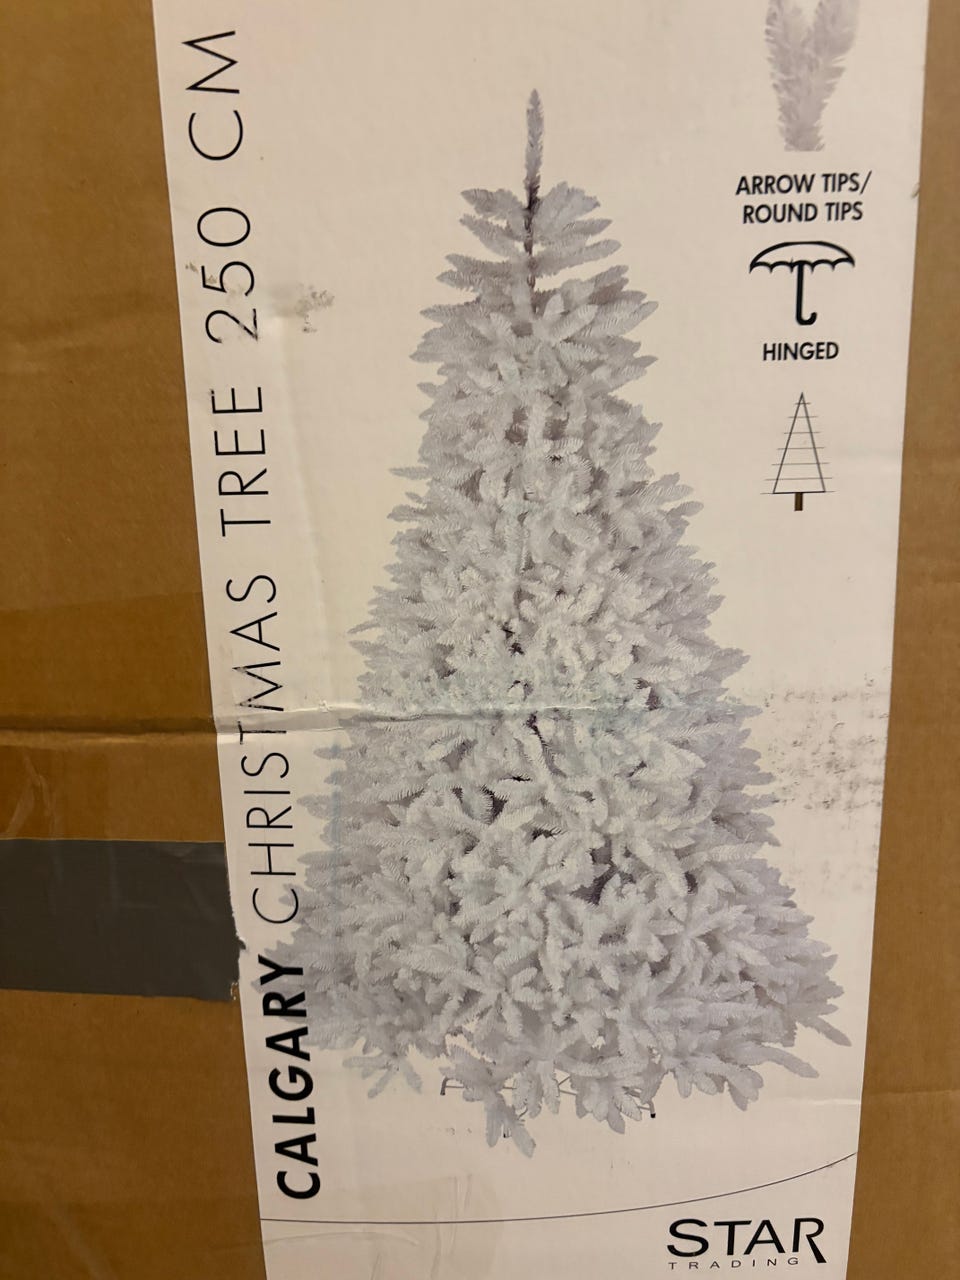 CALGARY CHRISTMAS TREE 250 CM
ARROW TIPS/
ROUND TIPS
HINGED
STAR
TRADING